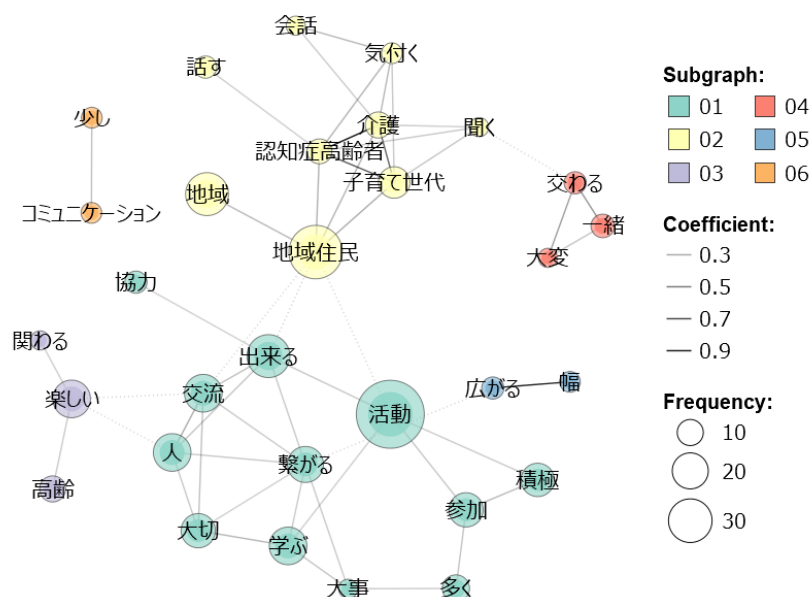 会話
気付く
話す
少し
介護
認知症高齢者
聞く
子育て世代
地域
交わる
コミュニケーション
一緒
地域住民
大変
協力
関わる
出来る
楽しい
交流
広がる
幅
活動
人
繋がる
高齢
積極
参加
大切
学ぶ
大事
多く
Subgraph:
01
04
02
05
03
06
Coefficient:
0.3
0.5
0.7
0.9
Frequency:
10
20
30